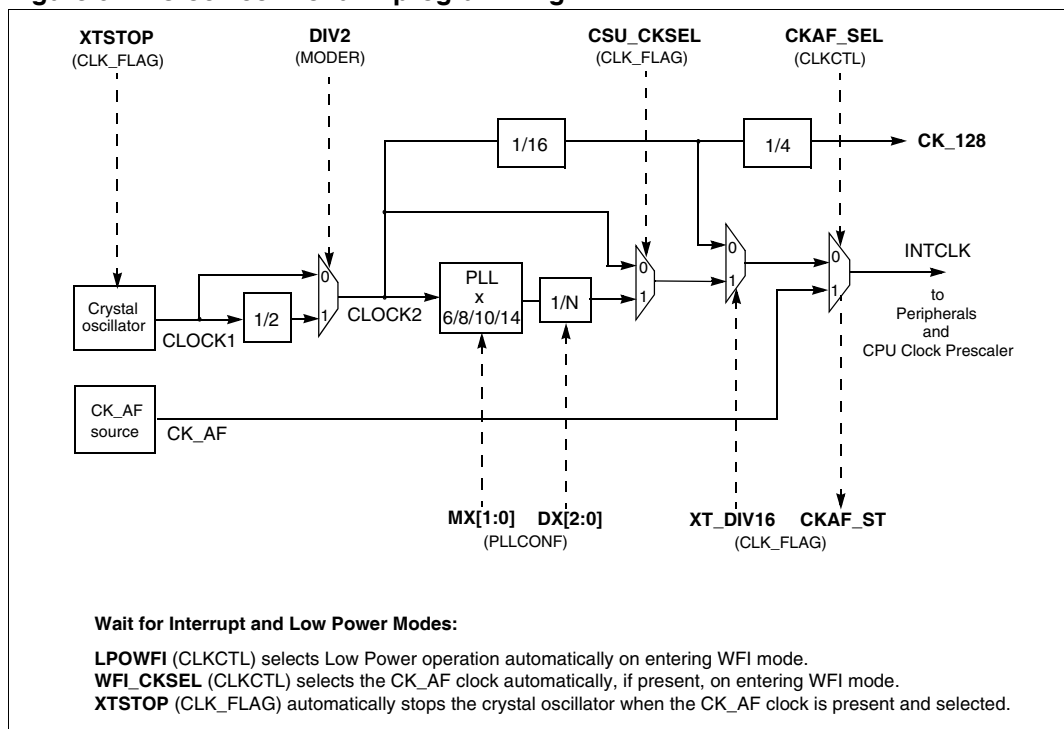 Figure programming
XTSTOP
(CLK_FLAG)
DIV2
(MODER)
CSU_CKSEL
(CLK_FLAG)
CKAF_SEL
(CLKCTL)
1/16
1/4
CK_128
Crystal
oscillator
CLOCK1
1/2
0
1
CLOCK2
PLL
x
6/8/10/14
1/N
0
1
0
1
0
1
INTCLK
to
Peripherals
and
CPU Clock Prescaler
CK_AF
source
CK_AF
MX[1:0]
DX[2:0]
(PLLCONF)
XT_DIV16
(CLK_FLAG)
CKAF_ST
Wait for Interrupt and Low Power Modes:
LPOWFI (CLKCTL) selects Low Power operation automatically on entering WFI mode.
WFI_CKSEL (CLKCTL) selects the CK_AF clock automatically, if present, on entering WFI mode.
XTSTOP (CLK_FLAG) automatically stops the crystal oscillator when the CK_AF clock is present and selected.